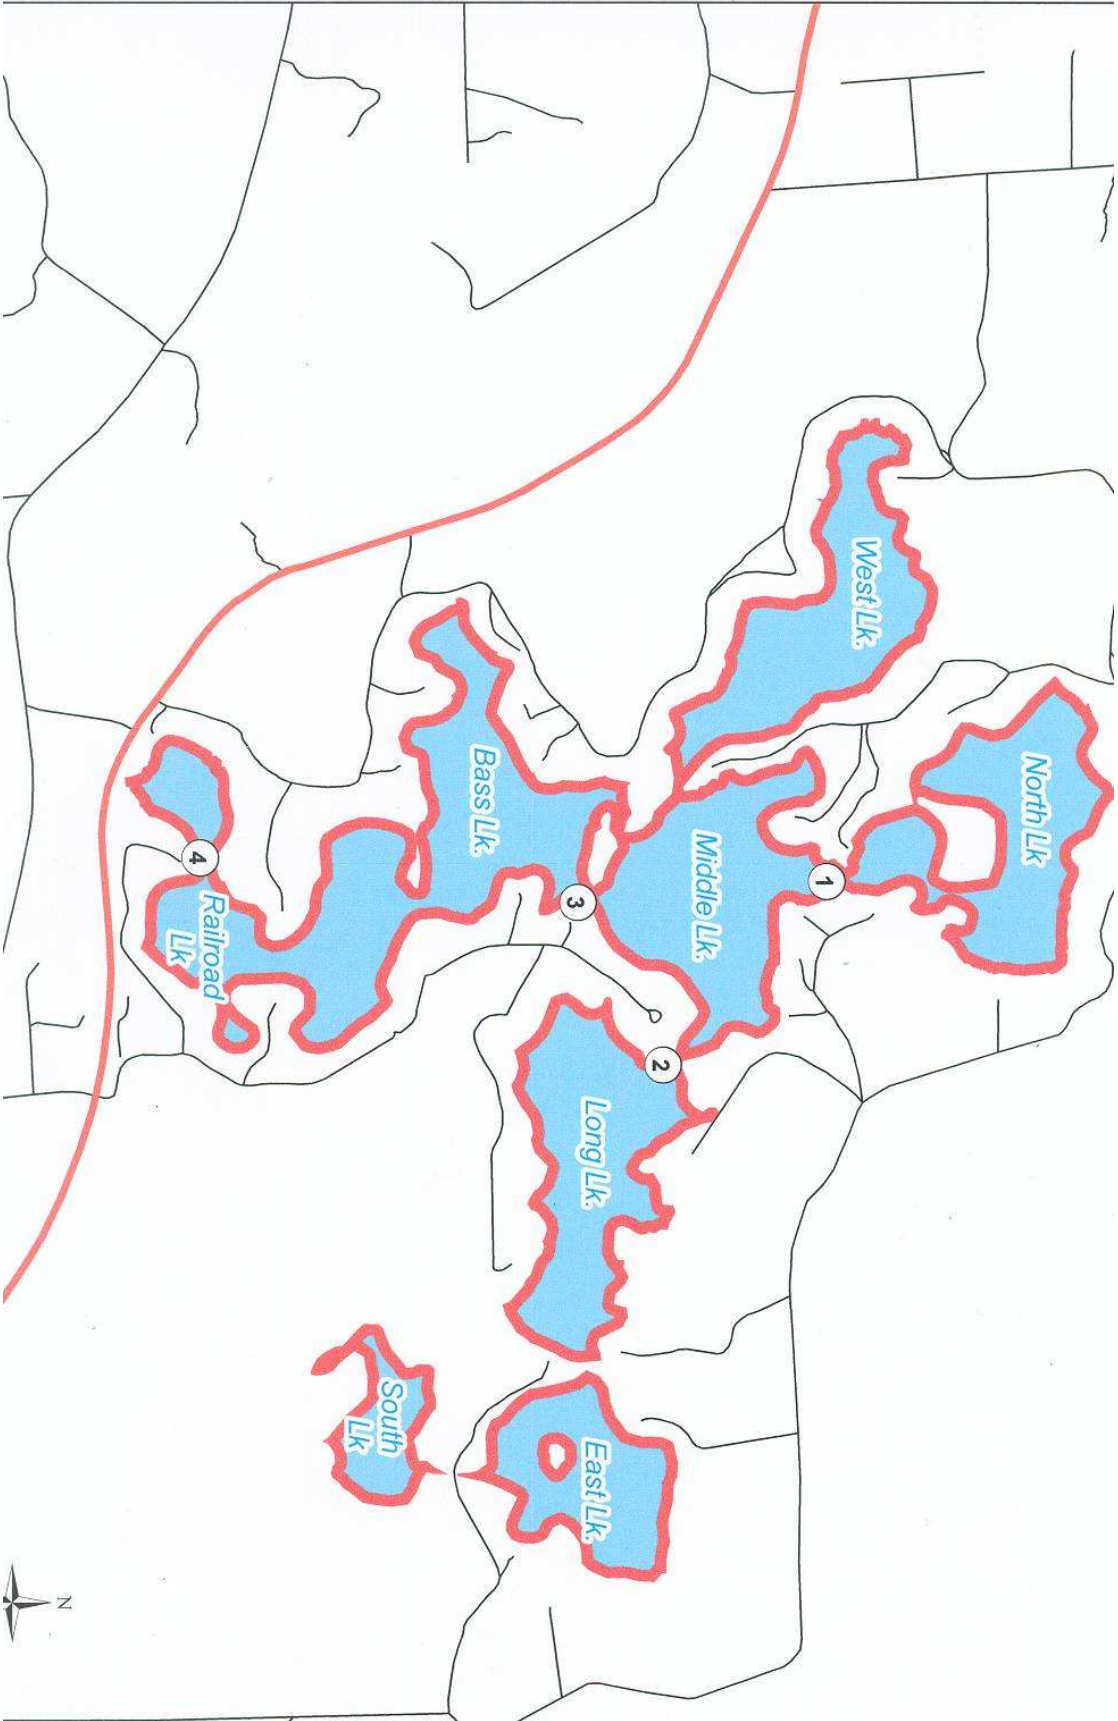 North Lk
West Lk.
1
Middle Lk.
2
3
Bass Lk.
Long Lk.
4
Railroad
Lk
East Lk.
South
Lk
N